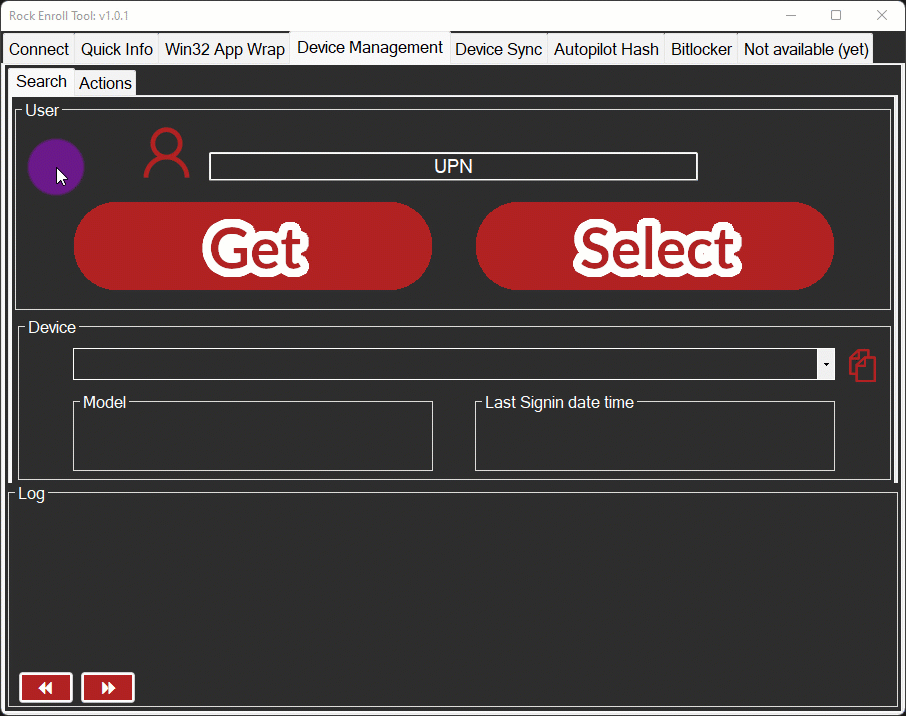 Rock Enroll Tool: v1.0.1
Connect Quick Info Win32 App Wrap Device Management Device Sync Autopilot Hash Bitlocker Not available (yet)
Search Actions
User
UPN
Get Select
Device
Model Last Signin date time
Log